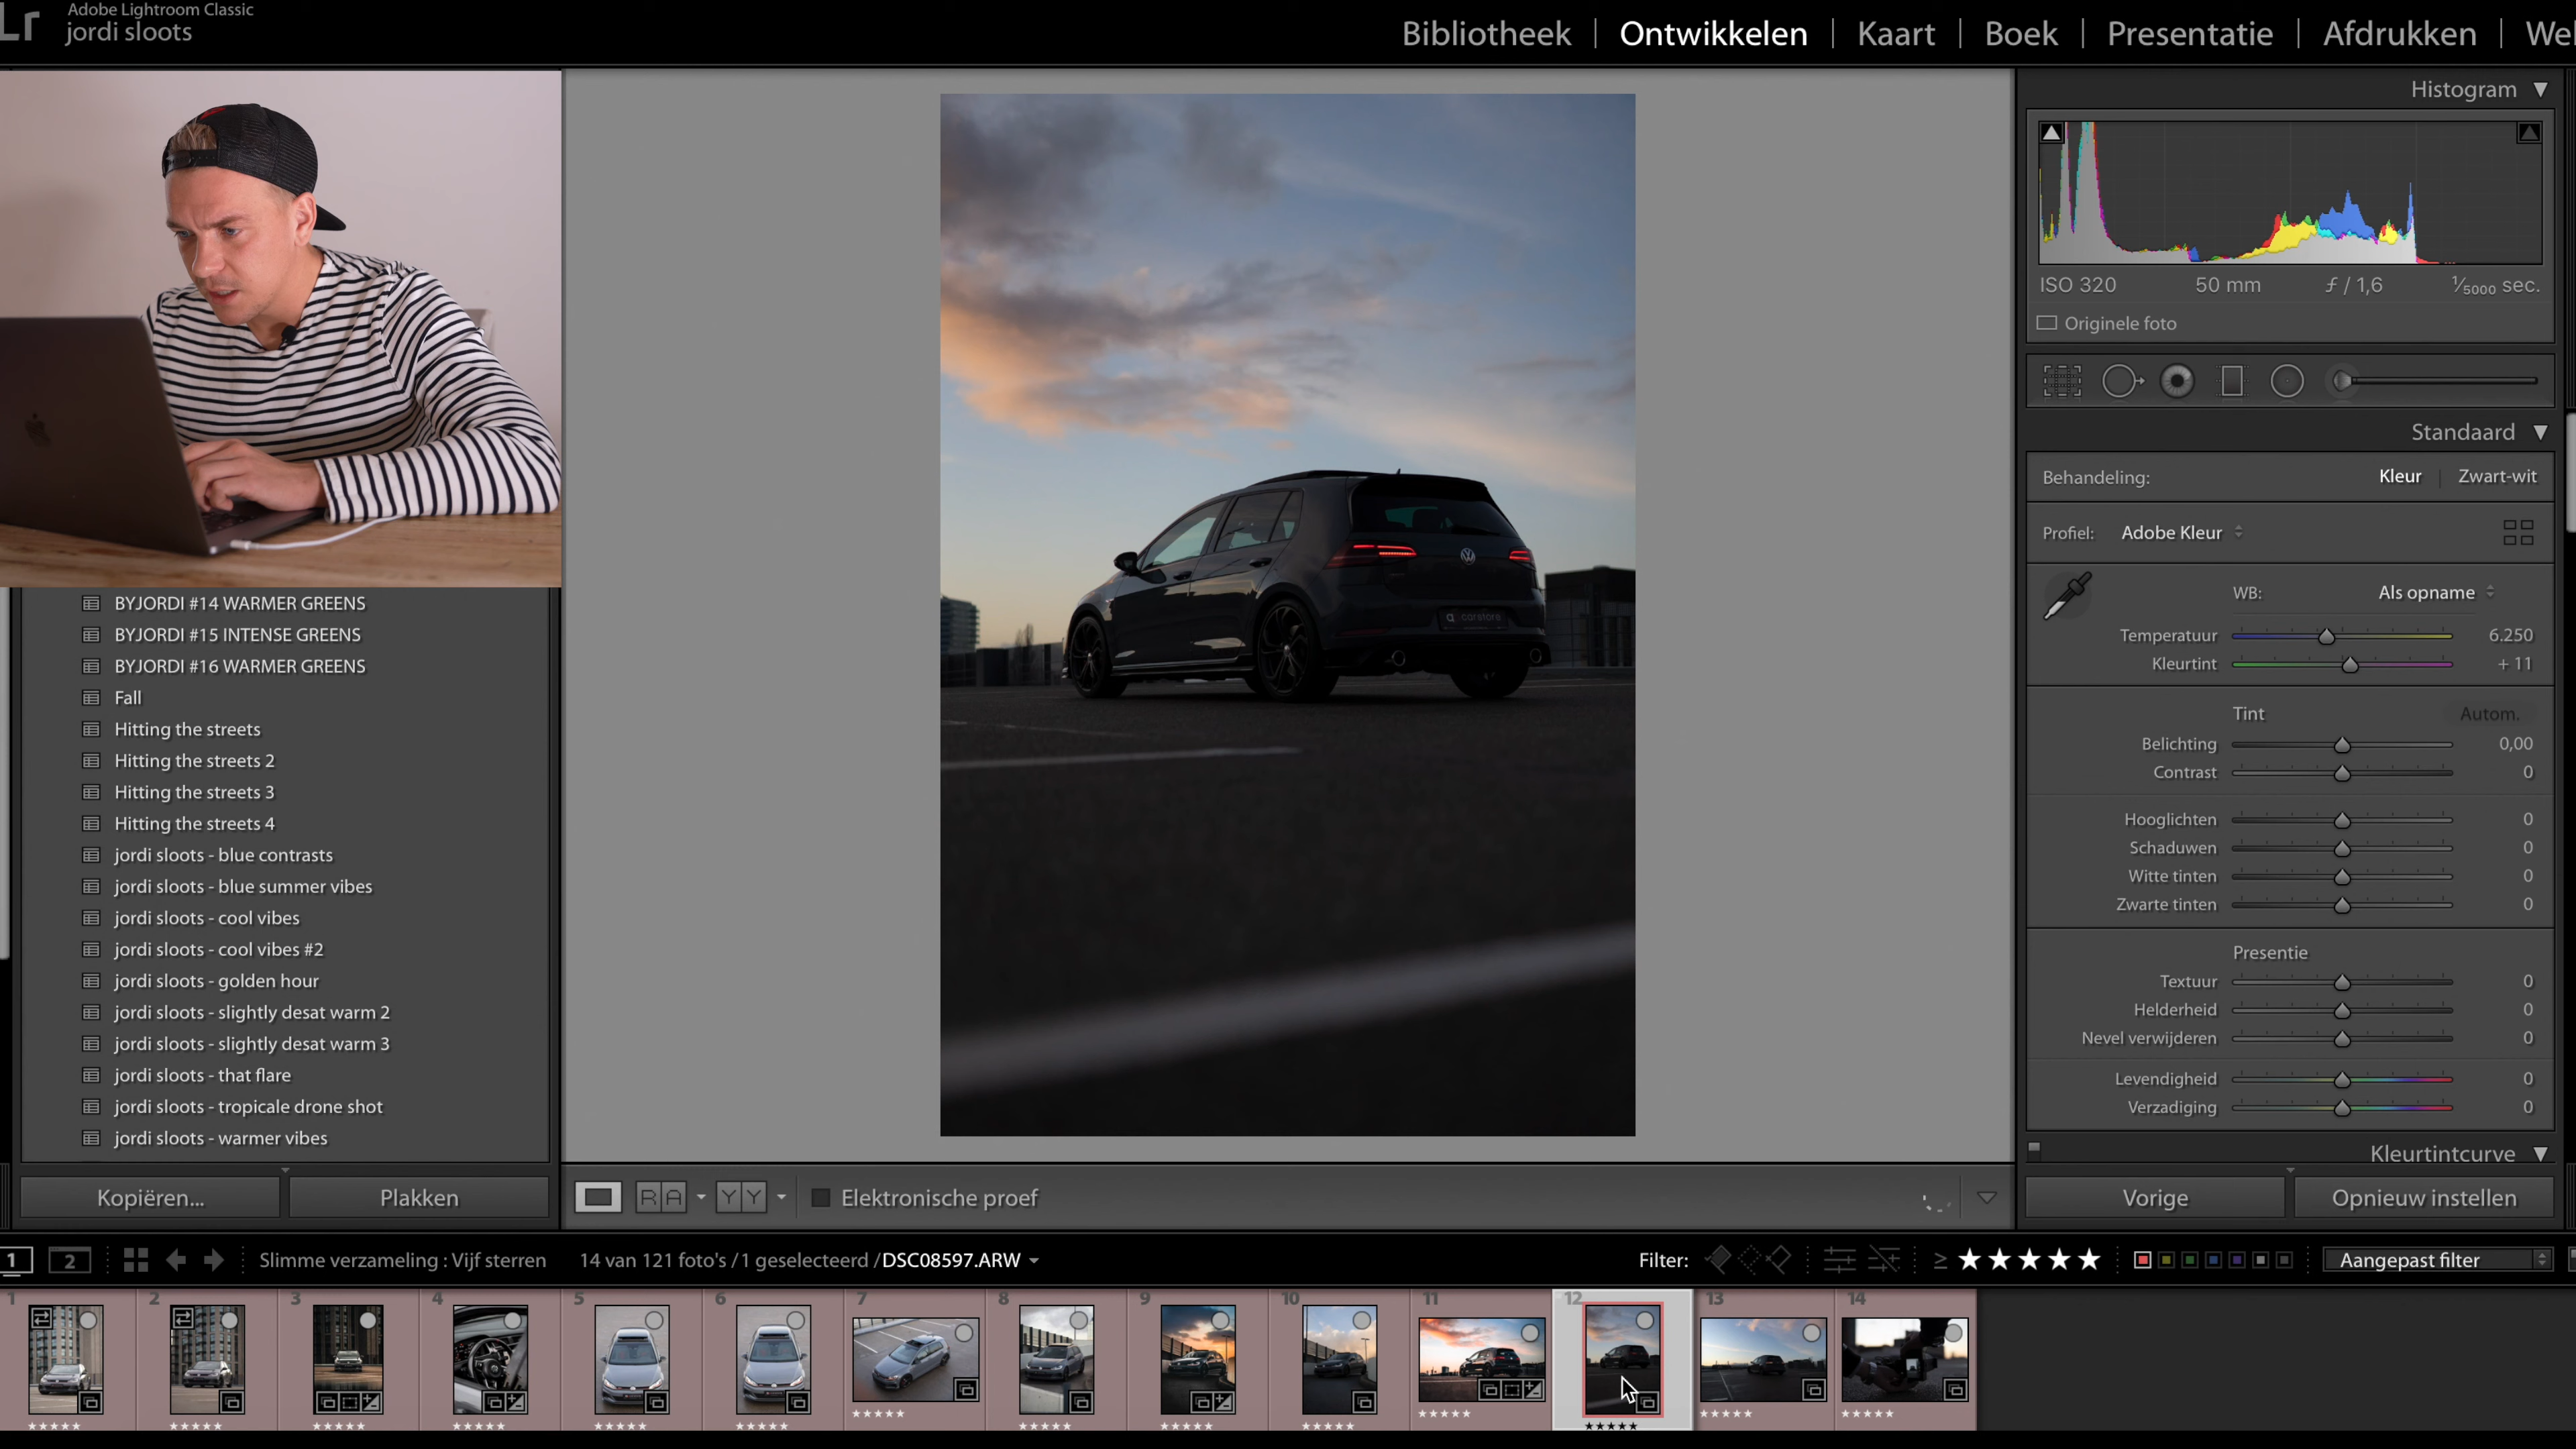 Lr
Adobe Lightroom Classic
jordi sloots
Bibliotheek | Ontwikkelen | Kaart | Boek | Presentatie | Afdrukken |
Histogram
ISO 320 50 mm ƒ / 1,6 1/5000 sec.
Originele foto
Standaard
Behandeling: Kleur Zwart-wit
Profiel: Adobe Kleur
WB: Als opname
Temperatuur 6.250
Kleurtint + 11
Tint Autom.
Belichting 0,00
Contrast 0
Hooglichten 0
Schaduwen 0
Witte tinten 0
Zwarte tinten 0
Presentie
Textuur 0
Helderheid 0
Nevel verwijderen 0
Levendigheid 0
Verzadiging 0
Kleurtintcurve
Vorige Opnieuw instellen
BYJORDI #14 WARMER GREENS
BYJORDI #15 INTENSE GREENS
BYJORDI #16 WARMER GREENS
Fall
Hitting the streets
Hitting the streets 2
Hitting the streets 3
Hitting the streets 4
jordi sloots - blue contrasts
jordi sloots - blue summer vibes
jordi sloots - cool vibes
jordi sloots - cool vibes #2
jordi sloots - golden hour
jordi sloots - slightly desat warm 2
jordi sloots - slightly desat warm 3
jordi sloots - that flare
jordi sloots - tropicale drone shot
jordi sloots - warmer vibes
Kopiëren... Plakken
carstore
R A Y Y Elektronische proef
1 2 Slimme verzameling : Vijf sterren 14 van 121 foto's / 1 geselecteerd / DSC08597.ARW Filter: ≥ ★★★★★ Aangepast filter
1 2 3 4 5 6 7 8 9 10 11 12 13 14